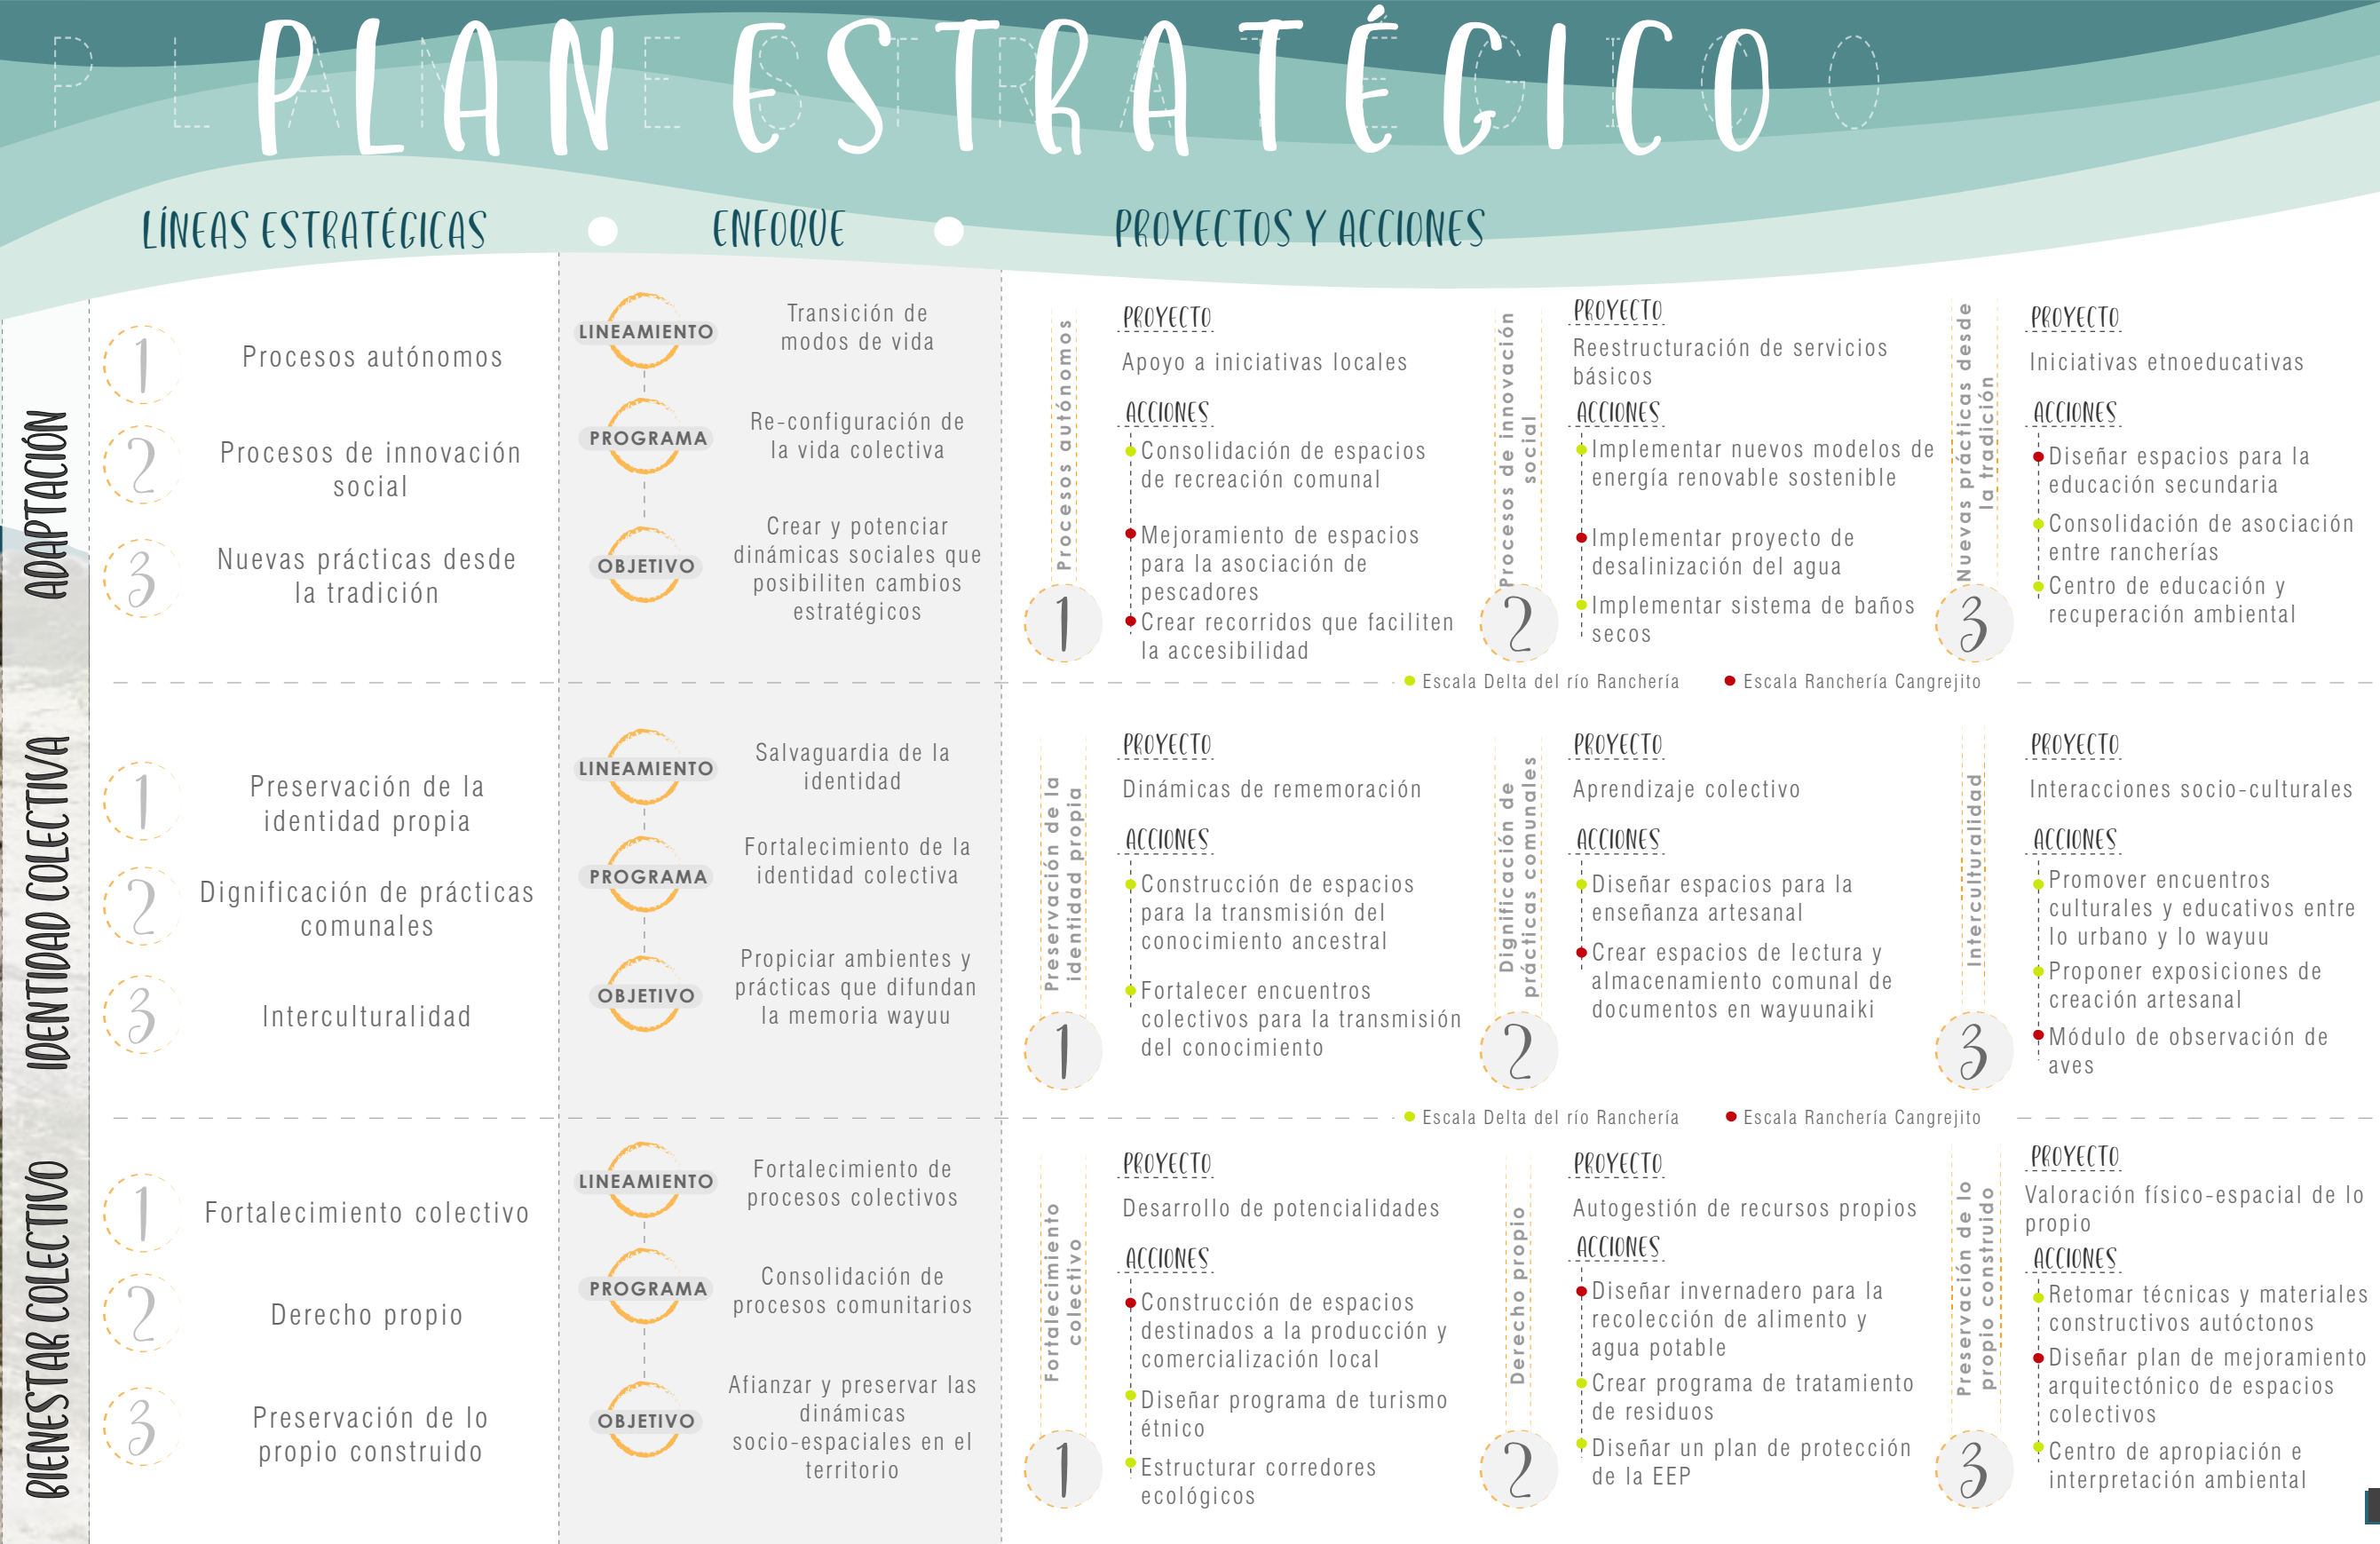 PLAN ESTRATÉGICO
PLAN ESTRATEGICO
LÍNEAS ESTRATÉGICAS
ENFOQUE
PROYECTOS Y ACCIONES
ADAPTACIÓN
1
Procesos autónomos
2
Procesos de innovación
social
3
Nuevas prácticas desde
la tradición
LINEAMIENTO
Transición de
modos de vida
PROGRAMA
Re-configuración de
la vida colectiva
OBJETIVO
Crear y potenciar
dinámicas sociales que
posibiliten cambios
estratégicos
Procesos autónomos
1
PROYECTO
Apoyo a iniciativas locales
ACCIONES
Consolidación de espacios
de recreación comunal
Mejoramiento de espacios
para la asociación de
pescadores
Crear recorridos que faciliten
la accesibilidad
Procesos de innovación
social
2
PROYECTO
Reestructuración de servicios
básicos
ACCIONES
Implementar nuevos modelos de
energía renovable sostenible
Implementar proyecto de
desalinización del agua
Implementar sistema de baños
secos
Nuevas prácticas desde
la tradición
3
PROYECTO
Iniciativas etnoeducativas
ACCIONES
Diseñar espacios para la
educación secundaria
Consolidación de asociación
entre rancherías
Centro de educación y
recuperación ambiental
Escala Delta del río Ranchería
Escala Ranchería Cangrejito
IDENTIDAD COLECTIVA
1
Preservación de la
identidad propia
2
Dignificación de prácticas
comunales
3
Interculturalidad
LINEAMIENTO
Salvaguardia de la
identidad
PROGRAMA
Fortalecimiento de la
identidad colectiva
OBJETIVO
Propiciar ambientes y
prácticas que difundan
la memoria wayuu
Preservación de la
identidad propia
1
PROYECTO
Dinámicas de rememoración
ACCIONES
Construcción de espacios
para la transmisión del
conocimiento ancestral
Fortalecer encuentros
colectivos para la transmisión
del conocimiento
Dignificación de
prácticas comunales
2
PROYECTO
Aprendizaje colectivo
ACCIONES
Diseñar espacios para la
enseñanza artesanal
Crear espacios de lectura y
almacenamiento comunal de
documentos en wayuunaiki
Interculturalidad
3
PROYECTO
Interacciones socio-culturales
ACCIONES
Promover encuentros
culturales y educativos entre
lo urbano y lo wayuu
Proponer exposiciones de
creación artesanal
Módulo de observación de
aves
Escala Delta del río Ranchería
Escala Ranchería Cangrejito
BIENESTAR COLECTIVO
1
Fortalecimiento colectivo
2
Derecho propio
3
Preservación de lo
propio construido
LINEAMIENTO
Fortalecimiento de
procesos colectivos
PROGRAMA
Consolidación de
procesos comunitarios
OBJETIVO
Afianzar y preservar las
dinámicas
socio-espaciales en el
territorio
Fortalecimiento
colectivo
1
PROYECTO
Desarrollo de potencialidades
ACCIONES
Construcción de espacios
destinados a la producción y
comercialización local
Diseñar programa de turismo
étnico
Estructurar corredores
ecológicos
Derecho propio
2
PROYECTO
Autogestión de recursos propios
ACCIONES
Diseñar invernadero para la
recolección de alimento y
agua potable
Crear programa de tratamiento
de residuos
Diseñar un plan de protección
de la EEP
Preservación de lo
propio construido
3
PROYECTO
Valoración físico-espacial de lo
propio
ACCIONES
Retomar técnicas y materiales
constructivos autóctonos
Diseñar plan de mejoramiento
arquitectónico de espacios
colectivos
Centro de apropiación e
interpretación ambiental